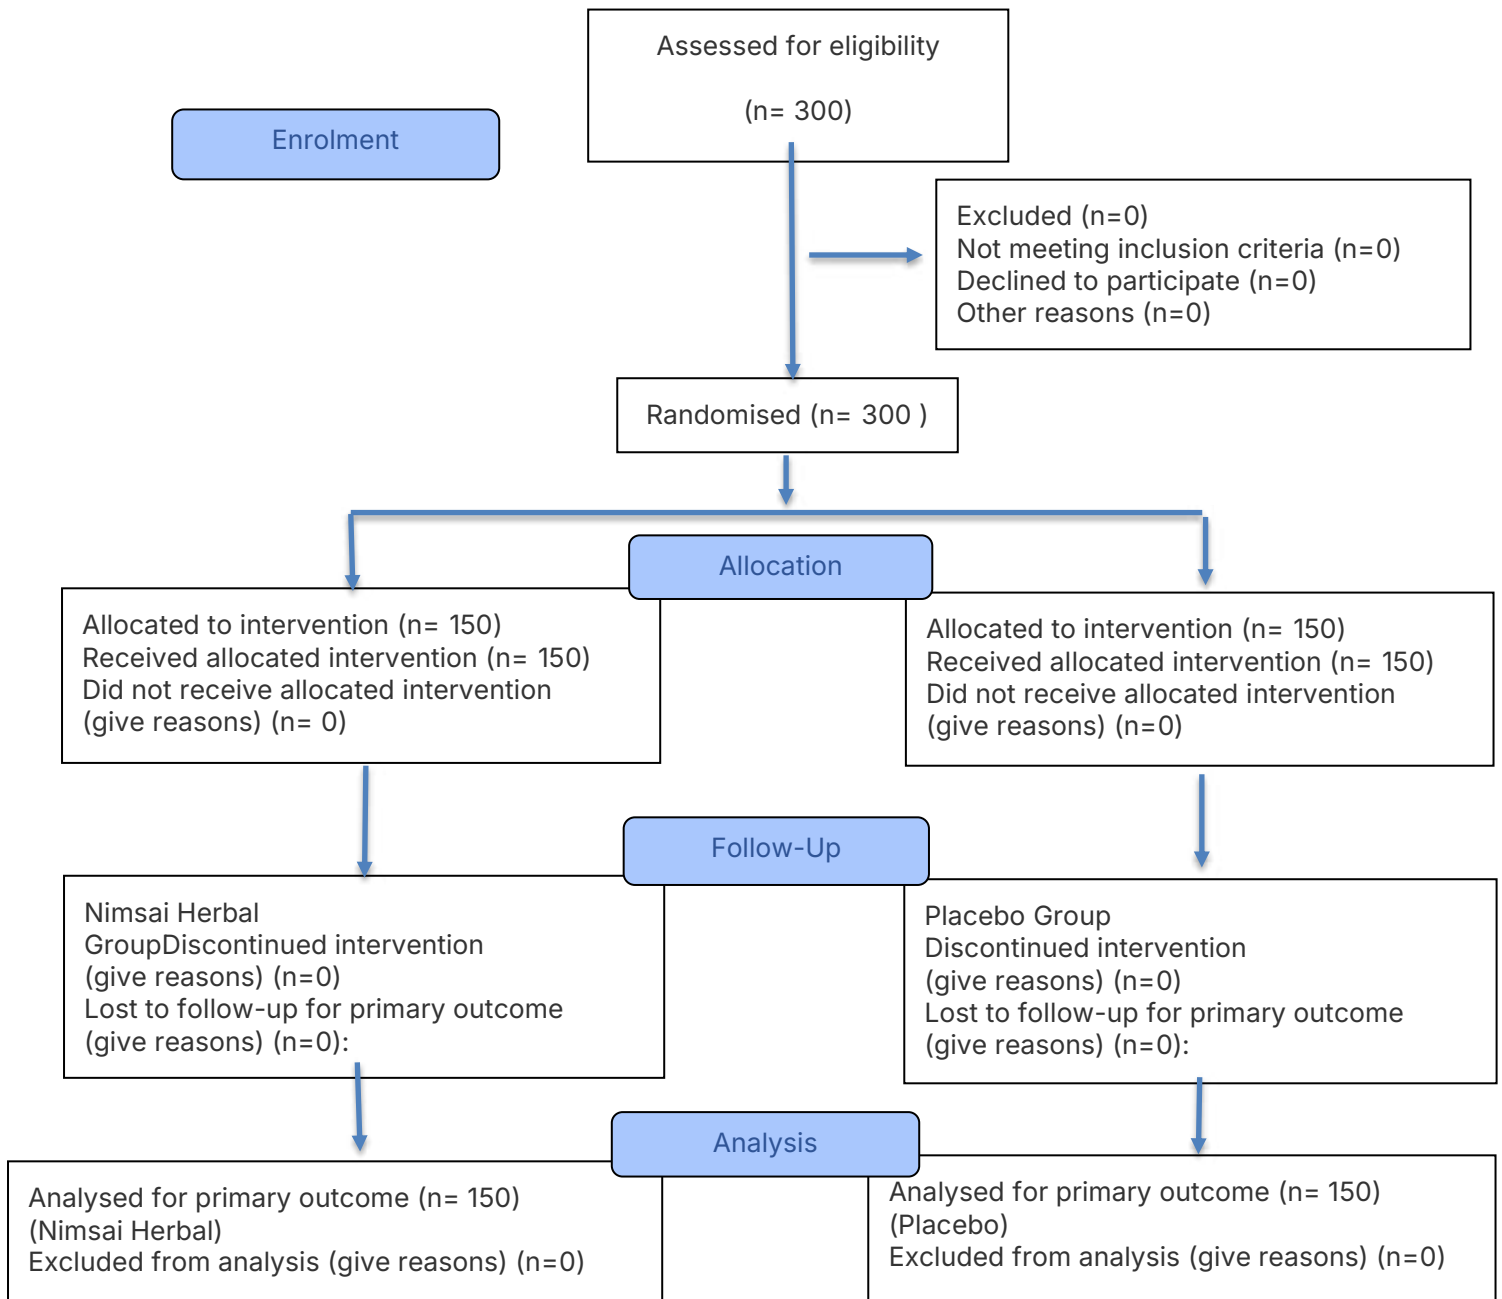 Assessed for eligibility
(n= 300)
Enrolment
Excluded (n=0)
Not meeting inclusion criteria (n=0)
Declined to participate (n=0)
Other reasons (n=0)
Randomised (n= 300 )
Allocation
Allocated to intervention (n= 150)
Received allocated intervention (n= 150)
Did not receive allocated intervention
(give reasons) (n= 0)
Allocated to intervention (n= 150)
Received allocated intervention (n= 150)
Did not receive allocated intervention
(give reasons) (n=0)
Follow-Up
Nimsai Herbal
GroupDiscontinued intervention
(give reasons) (n=0)
Lost to follow-up for primary outcome
(give reasons) (n=0):
Placebo Group
Discontinued intervention
(give reasons) (n=0)
Lost to follow-up for primary outcome
(give reasons) (n=0):
Analysis
Analysed for primary outcome (n= 150)
(Nimsai Herbal)
Excluded from analysis (give reasons) (n=0)
Analysed for primary outcome (n= 150)
(Placebo)
Excluded from analysis (give reasons) (n=0)